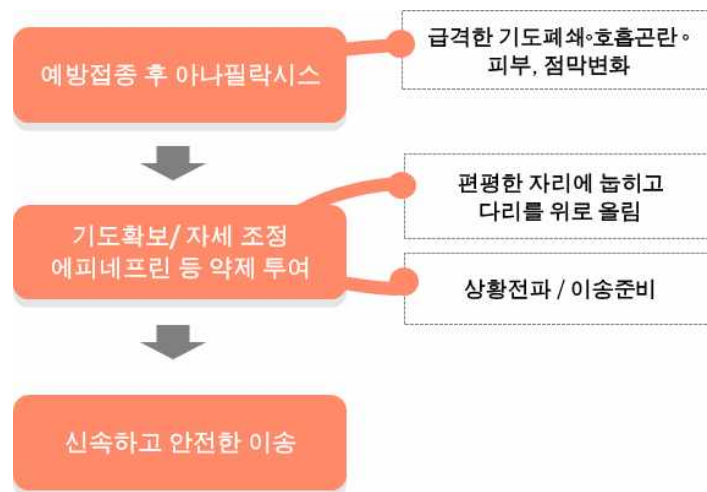 예방접종 후 아나필락시스
급격한 기도폐쇄∘호흡곤란∘
피부, 점막변화
기도확보/ 자세 조정
에피네프린 등 약제 투여
편평한 자리에 눕히고
다리를 위로 올림
상황전파 / 이송준비
신속하고 안전한 이송